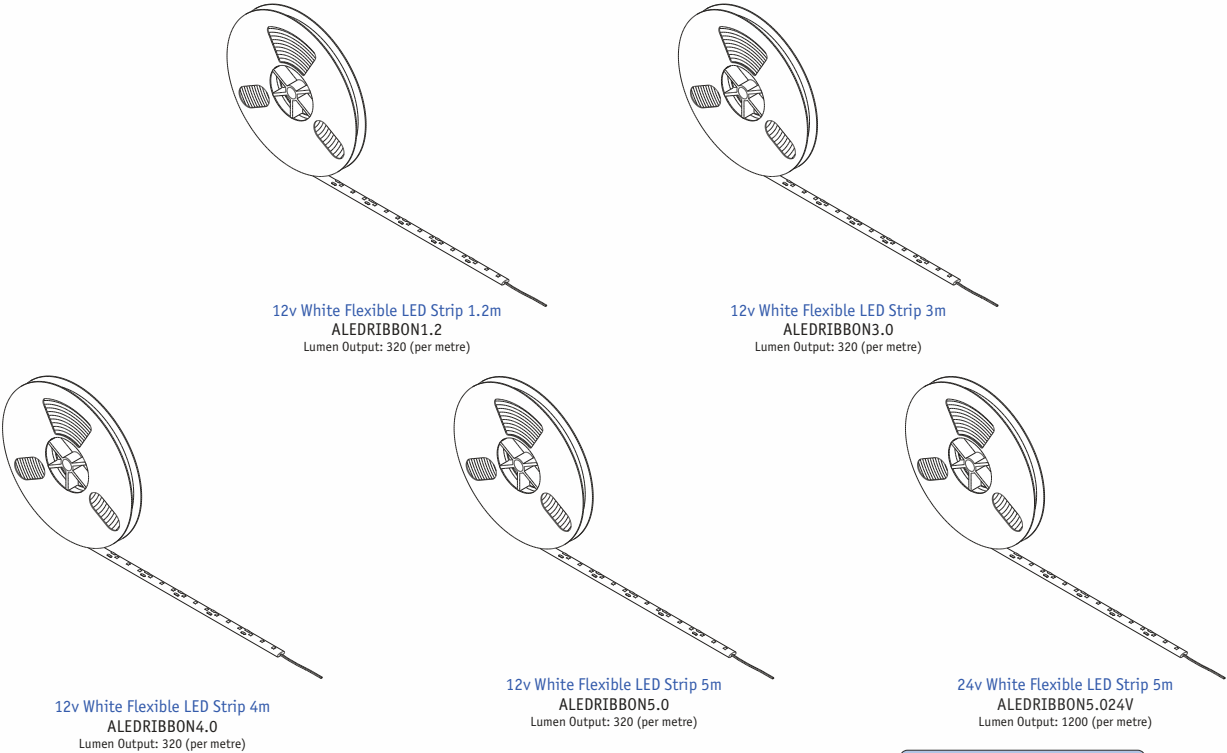 12v White Flexible LED Strip 1.2m
ALEDRIBBON1.2
Lumen Output: 320 (per metre)
12v White Flexible LED Strip 3m
ALEDRIBBON3.0
Lumen Output: 320 (per metre)
12v White Flexible LED Strip 4m
ALEDRIBBON4.0
Lumen Output: 320 (per metre)
12v White Flexible LED Strip 5m
ALEDRIBBON5.0
Lumen Output: 320 (per metre)
24v White Flexible LED Strip 5m
ALEDRIBBON5.024V
Lumen Output: 1200 (per metre)